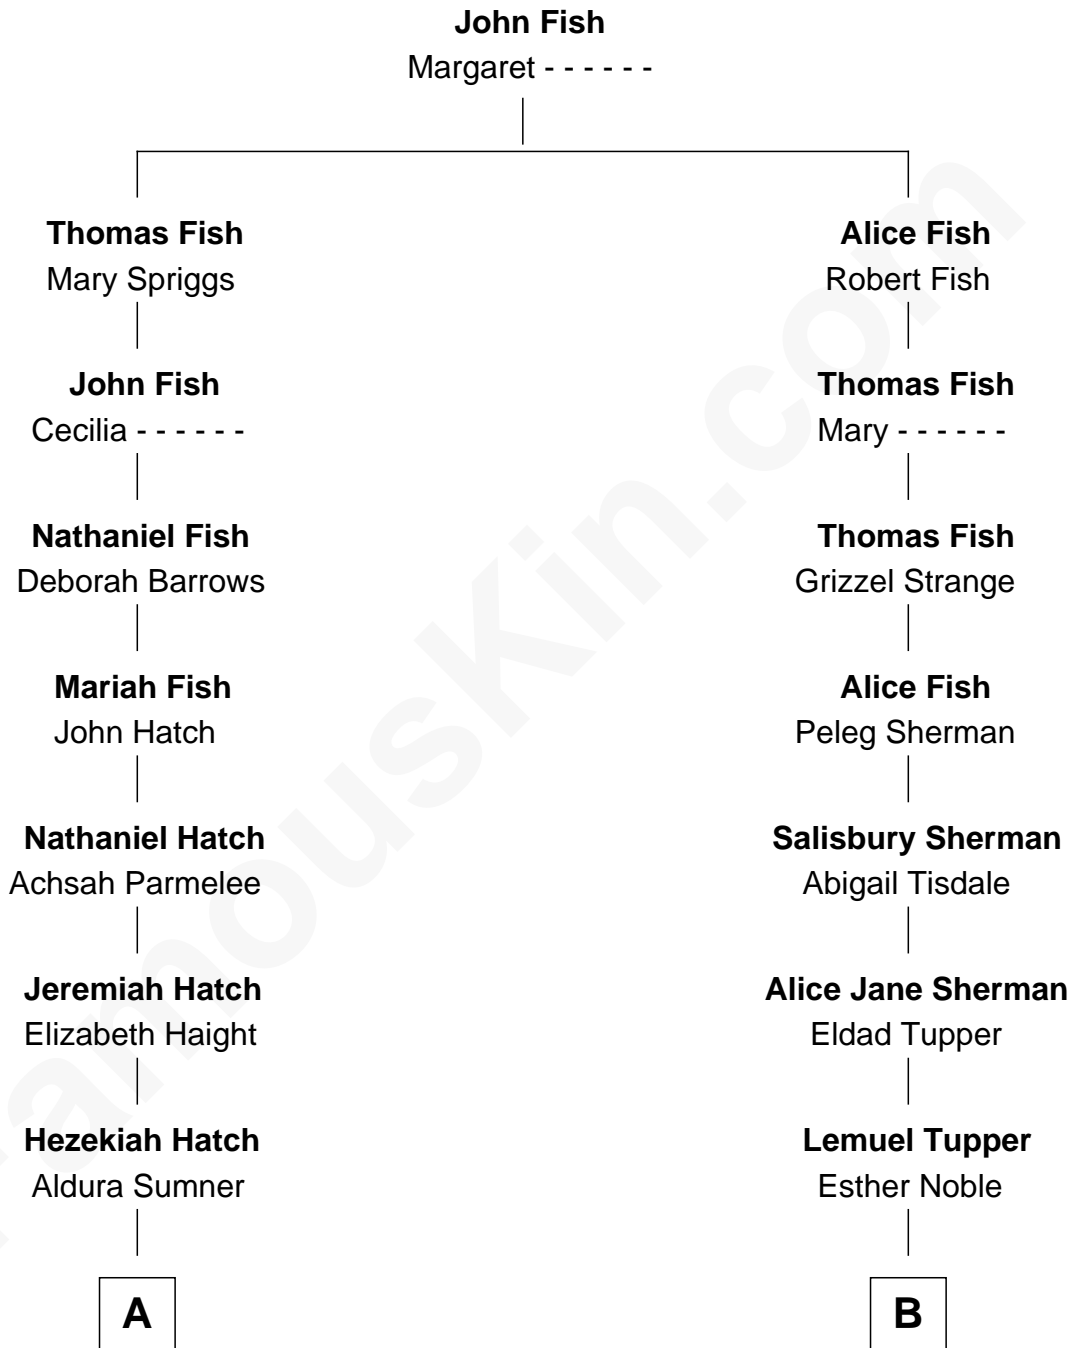 John Fish
Margaret - - - - - -
Thomas Fish
Mary Spriggs
Alice Fish
Robert Fish
John Fish
Cecilia - - - - - -
Thomas Fish
Mary - - - - - -
Nathaniel Fish
Deborah Barrows
Thomas Fish
Grizzel Strange
Mariah Fish
John Hatch
Alice Fish
Peleg Sherman
Nathaniel Hatch
Achsah Parmelee
Salisbury Sherman
Abigail Tisdale
Jeremiah Hatch
Elizabeth Haight
Alice Jane Sherman
Eldad Tupper
Hezekiah Hatch
Aldura Sumner
Lemuel Tupper
Esther Noble
A
B
FamousKin.com